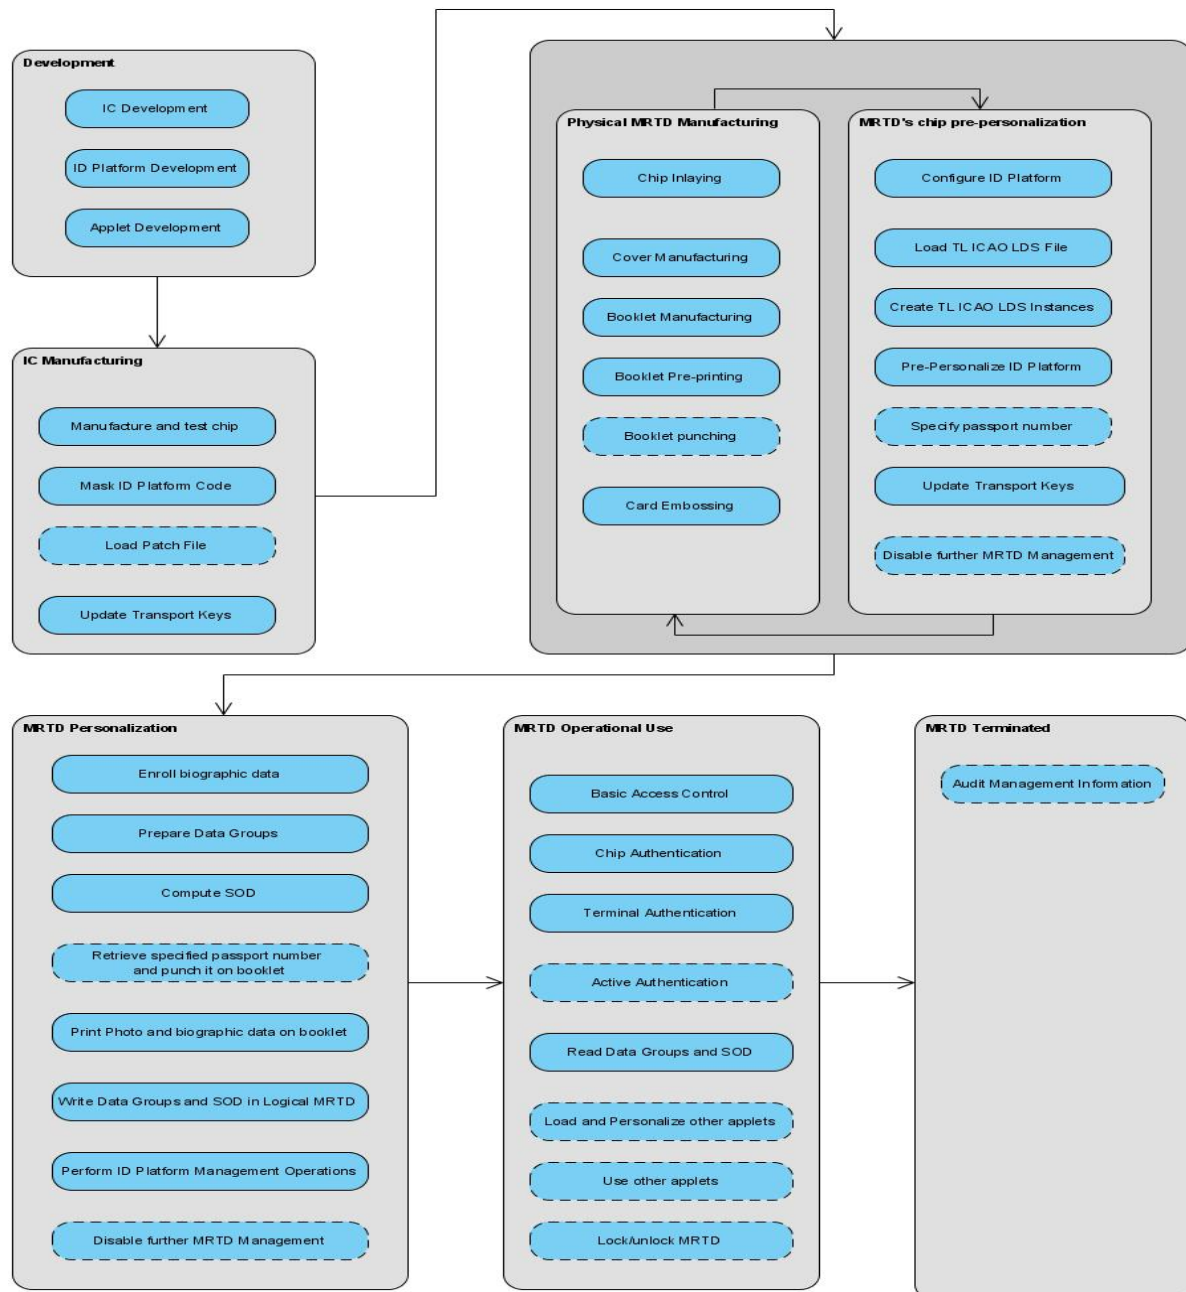 Development
IC Development
ID Platform Development
Applet Development
IC Manufacturing
Manufacture and test chip
Mask ID Platform Code
Load Patch File
Update Transport Keys
Physical MRTD Manufacturing
Chip Inlaying
Cover Manufacturing
Booklet Manufacturing
Booklet Pre-printing
Booklet punching
Card Embossing
MRTD's chip pre-personalization
Configure ID Platform
Load TL ICAO LDS File
Create TL ICAO LDS Instances
Pre-Personalize ID Platform
Specify passport number
Update Transport Keys
Disable further MRTD Management
MRTD Personalization
Enroll biographic data
Prepare Data Groups
Compute SOD
Retrieve specified passport number
and punch it on booklet
Print Photo and biographic data on booklet
Write Data Groups and SOD in Logical MRTD
Perform ID Platform Management Operations
Disable further MRTD Management
MRTD Operational Use
Basic Access Control
Chip Authentication
Terminal Authentication
Active Authentication
Read Data Groups and SOD
Load and Personalize other applets
Use other applets
Lock/unlock MRTD
MRTD Terminated
Audit Management Information